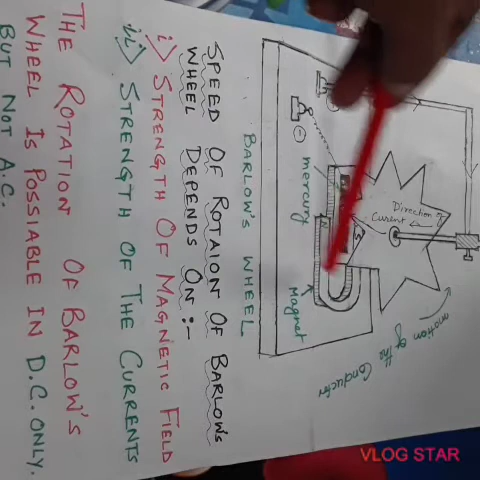 Direction of
Curent
motion of the Conductor
mercury
N
S
Magnet
BARLOW'S WHEEL
SPEED OF ROTAION OF BARLOW'S
WHEEL DEPENDS ON :-
i) STRENGTH OF MAGNETIC FIELD
ii) STRENGTH OF THE CURRENTS
THE ROTATION OF BARLOW'S
WHEEL IS POSSIABLE IN D.C. ONLY.
BUT NOT A.C.
VLOG STAR